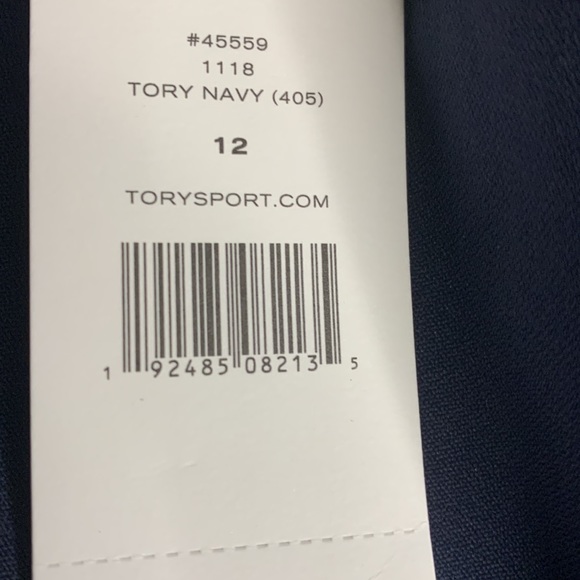 #45559
1118
TORY NAVY (405)
12
TORYSPORT.COM
1 92485 08213 5